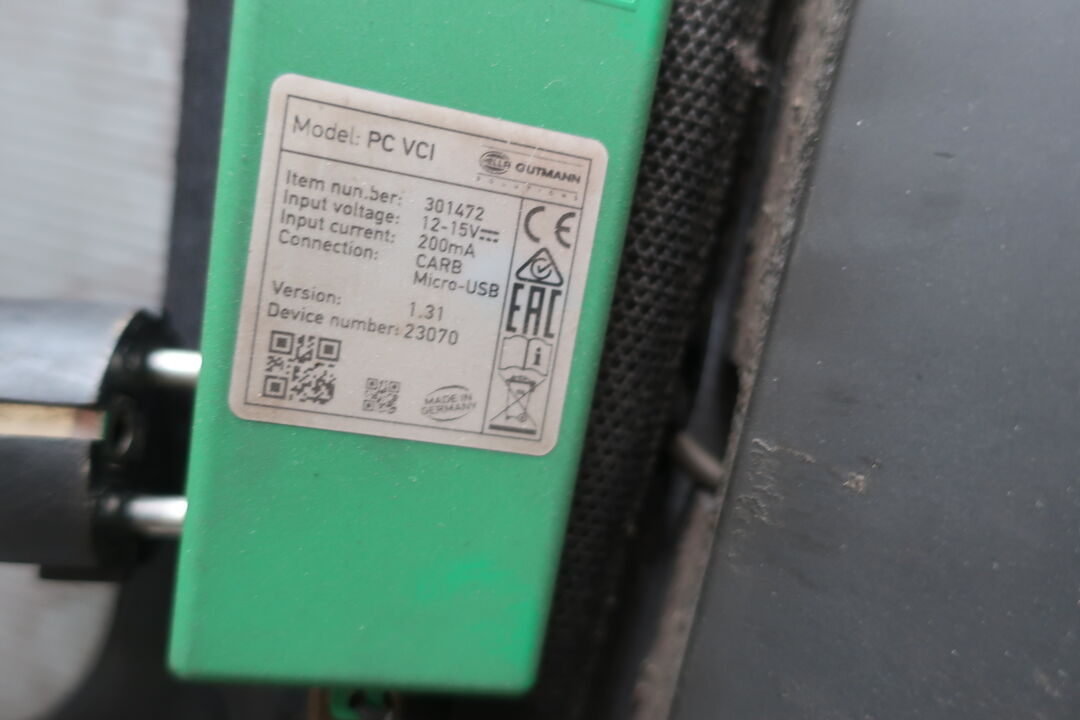 Model: PC VCI
HELLA GUTMANN
SOLUTIONS
Item number: 301472
Input voltage: 12-15V
Input current: 200mA
Connection: CARB
Micro-USB
Version: 1.31
Device number: 23070
CE
EAC
i
MADE IN
GERMANY